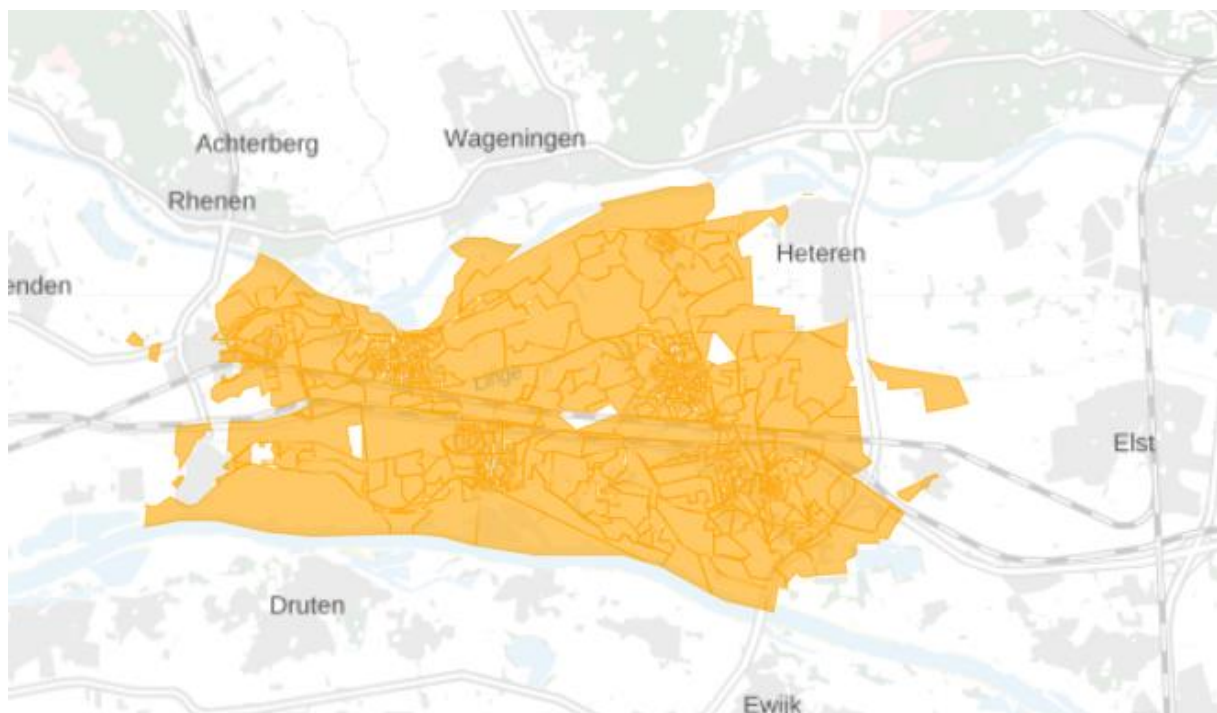 Achterberg
Wageningen
Rhenen
Heteren
enden
Linge
Elst
Druten
Ewijk